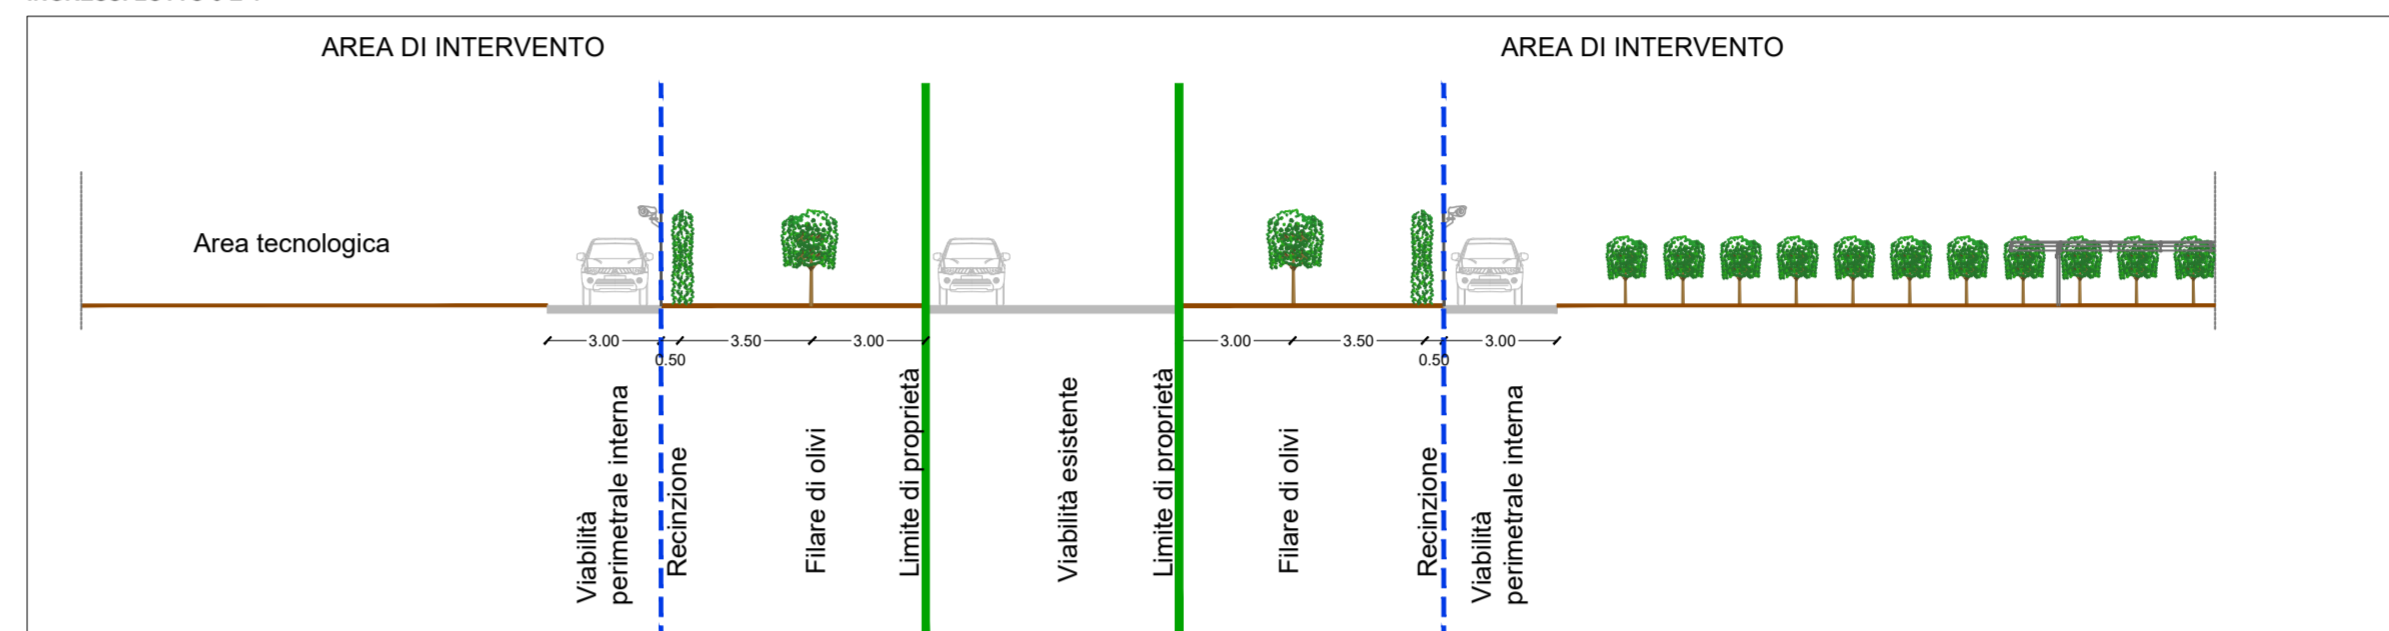 AREA DI INTERVENTO
AREA DI INTERVENTO
Area tecnologica
3.00
3.50
3.00
3.00
3.50
3.00
0.50
0.50
Viabilità
perimetrale interna
Recinzione
Filare di olivi
Limite di proprietà
Viabilità esistente
Limite di proprietà
Filare di olivi
Recinzione
Viabilità
perimetrale interna